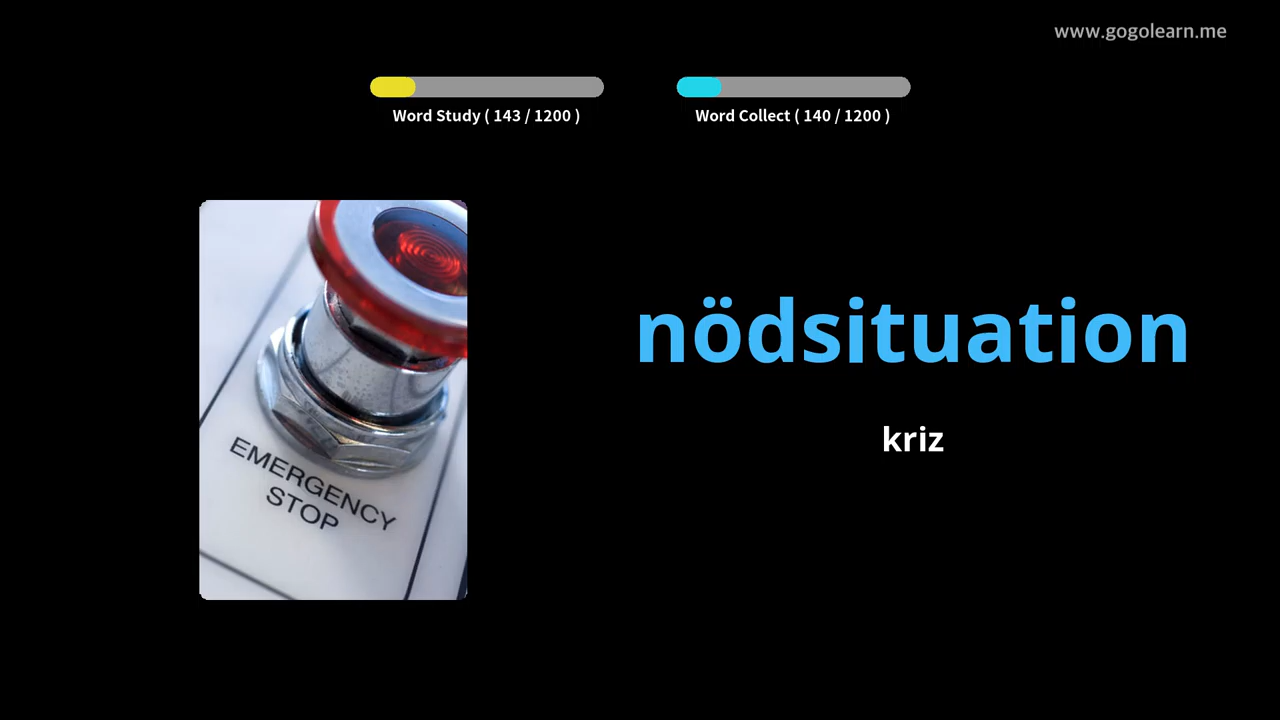 www.gogolearn.me
Word Study ( 143 / 1200 )
Word Collect ( 140 / 1200 )
nödsituation
kriz
EMERGENCY
STOP